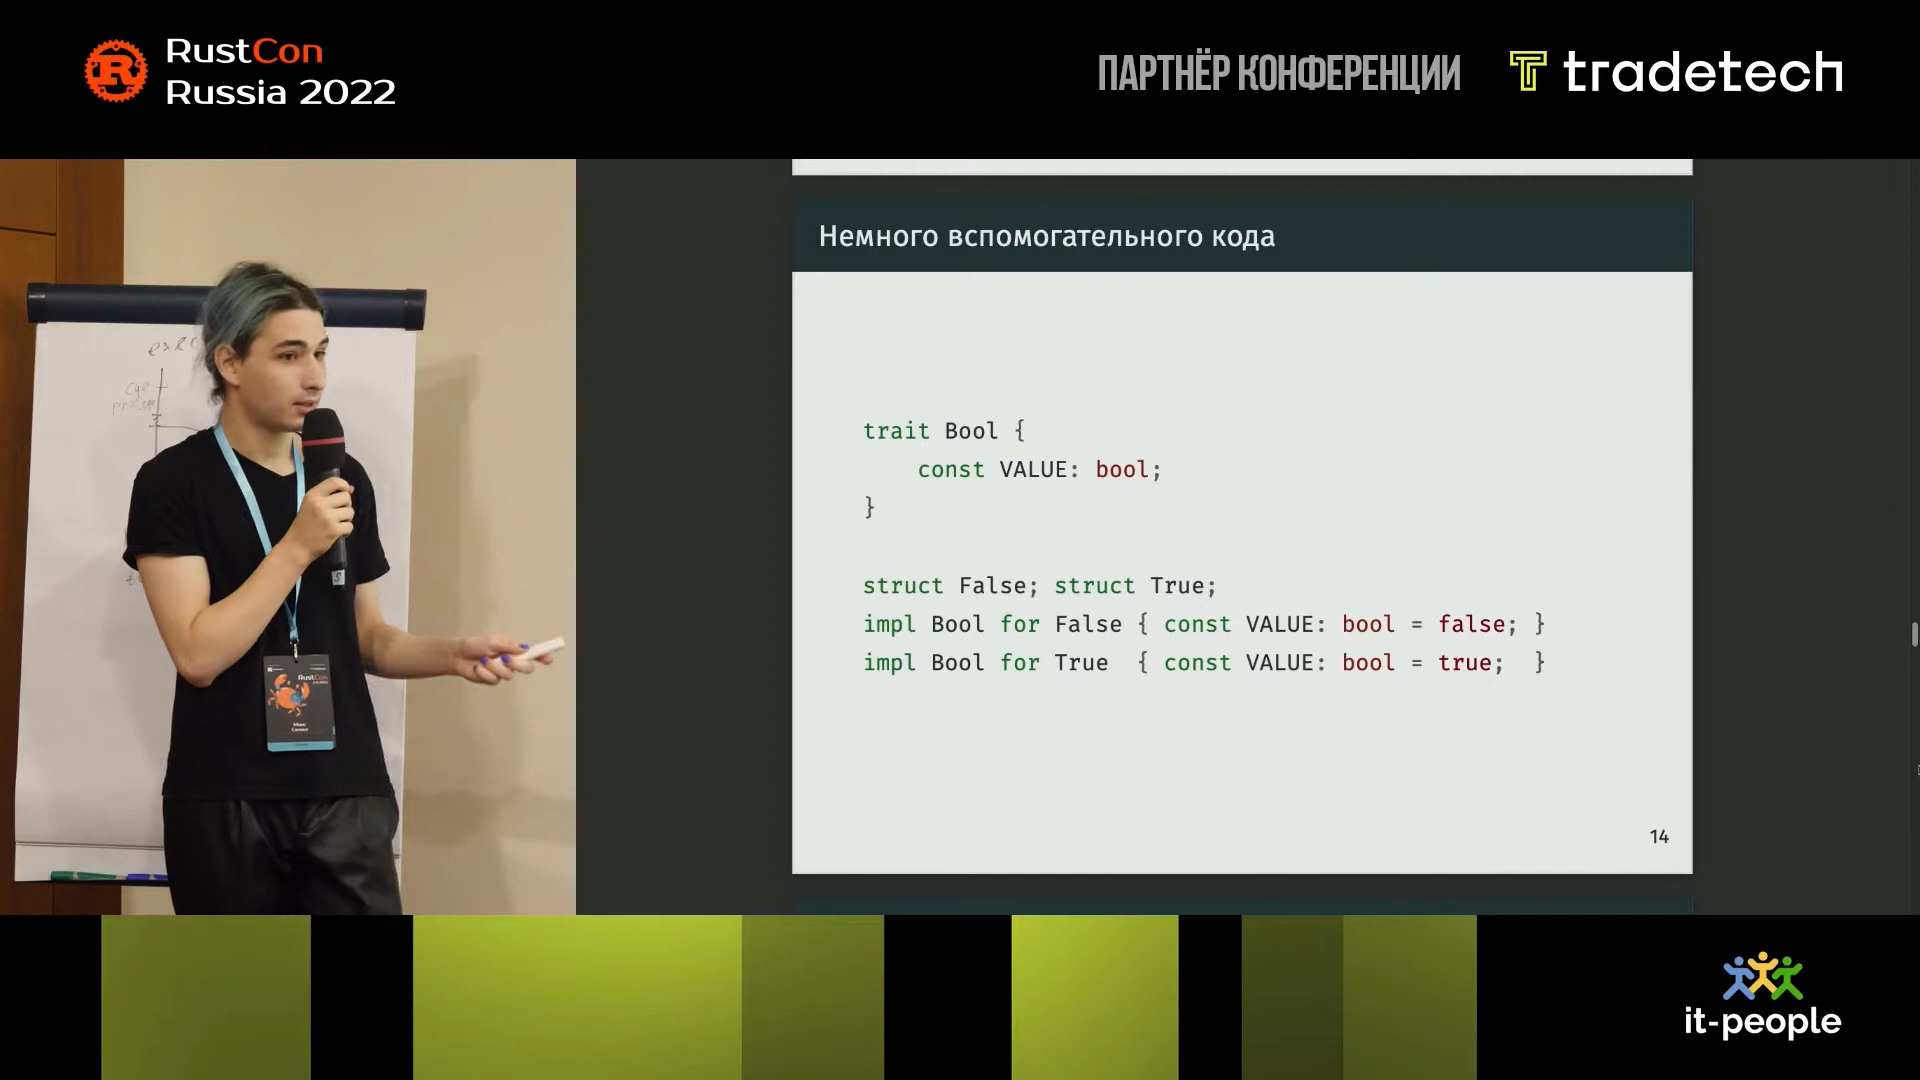 RustCon
Russia 2022
ПАРТНЁР КОНФЕРЕНЦИИ
tradetech
Немного вспомогательного кода
trait Bool {
    const VALUE: bool;
}
struct False; struct True;
impl Bool for False { const VALUE: bool = false; }
impl Bool for True  { const VALUE: bool = true;  }
14
RustCon
it-people